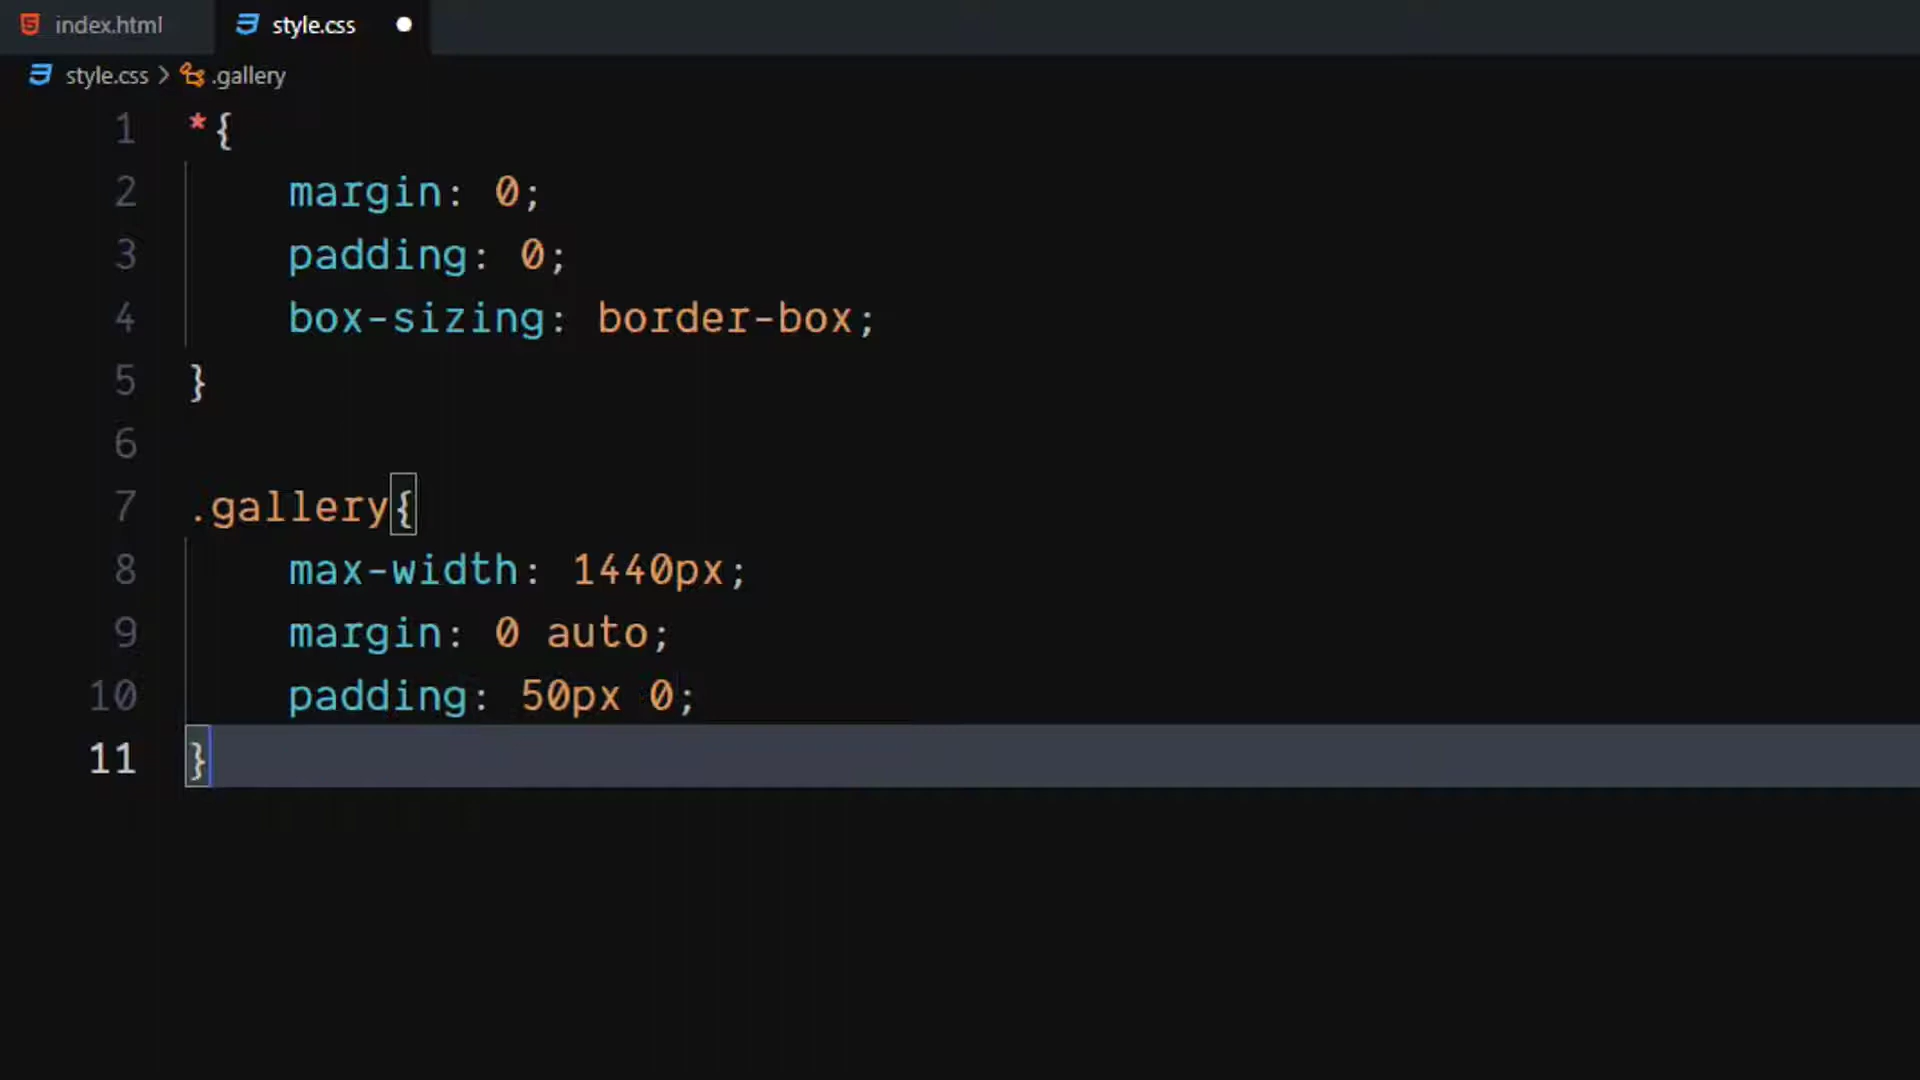 index.html
style.css
style.css > .gallery
1 *{
2     margin: 0;
3     padding: 0;
4     box-sizing: border-box;
5 }
6
7 .gallery{
8     max-width: 1440px;
9     margin: 0 auto;
10     padding: 50px 0;
11 }